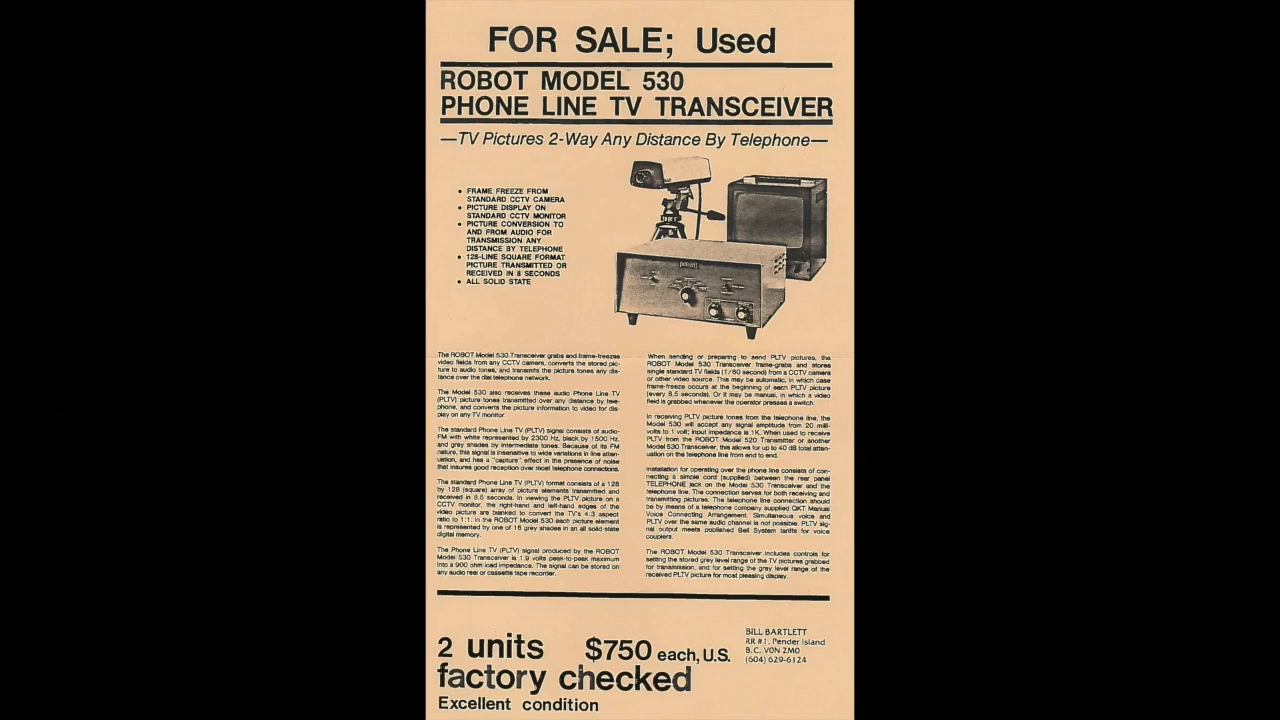 FOR SALE; Used
ROBOT MODEL 530
PHONE LINE TV TRANSCEIVER
—TV Pictures 2-Way Any Distance By Telephone—
• FRAME FREEZE FROM
STANDARD CCTV CAMERA
• PICTURE DISPLAY ON
STANDARD CCTV MONITOR
• PICTURE CONVERSION TO
AND FROM AUDIO FOR
TRANSMISSION ANY
DISTANCE BY TELEPHONE
• 128-LINE SQUARE FORMAT
PICTURE TRANSMITTED OR
RECEIVED IN 8 SECONDS
• ALL SOLID STATE
The ROBOT Model 530 Transceiver grabs and frame-freezes
video fields from any CCTV camera, converts the stored pic-
ture to audio tones, and transmits the picture tones any dis-
tance over the dial telephone network.
The Model 530 also receives these audio Phone Line TV
(PLTV) picture tones transmitted over any distance by tele-
phone, and converts the picture information to video for dis-
play on any TV monitor.
The standard Phone Line TV (PLTV) signal consists of audio-
FM with white represented by 2300 Hz, black by 1500 Hz,
and grey shades by intermediate tones. Because of its FM
nature, this signal is insensitive to wide variations in line atten-
uation, and has a "capture" effect in the presence of noise
that insures good reception over most telephone connections.
The standard Phone Line TV (PLTV) format consists of a 128
by 128 (square) array of picture elements transmitted and
received in 8.5 seconds. In viewing the PLTV picture on a
CCTV monitor, the right-hand and left-hand edges of the
video picture are blanked to convert the TV's 4:3 aspect
ratio to 1:1. In the ROBOT Model 530 each picture element
is represented by one of 16 grey shades in an all solid-state
digital memory.
The Phone Line TV (PLTV) signal produced by the ROBOT
Model 530 Transceiver is 1.9 volts peak-to-peak maximum
into a 900 ohm load impedance. The signal can be stored on
any audio reel or cassette tape recorder.
When sending or preparing to send PLTV pictures, the
ROBOT Model 530 Transceiver frame-grabs and stores
single standard TV fields (1/60 second) from a CCTV camera
or other video source. This may be automatic, in which case
frame-freeze occurs at the beginning of each PLTV picture
(every 8.5 seconds). Or it may be manual, in which a video
field is grabbed whenever the operator presses a switch.
In receiving PLTV picture tones from the telephone line, the
Model 530 will accept any signal amplitude from 20 milli-
volts to 1 volt; input impedance is 1K. When used to receive
PLTV from the ROBOT Model 520 Transmitter or another
Model 530 Transceiver, this allows for up to 40 dB total atten-
uation on the telephone line from end to end.
Installation for operating over the phone line consists of con-
necting a simple cord (supplied) between the rear panel
TELEPHONE jack on the Model 530 Transceiver and the
telephone line. The connection serves for both receiving and
transmitting pictures. The telephone line connection should
be by means of a telephone company supplied QKT Manual
Voice Connecting Arrangement. Simultaneous voice and
PLTV over the same audio channel is not possible. PLTV sig-
nal output meets published Bell System tariffs for voice
couplers.
The ROBOT Model 530 Transceiver includes controls for
setting the stored grey level range of the TV pictures grabbed
for transmission, and for setting the grey level range of the
received PLTV picture for most pleasing display.
2 units $750 each, U.S.
factory checked
Excellent condition
BILL BARTLETT
RR #1, Pender Island
B.C. V0N 2M0
(604) 629-6124